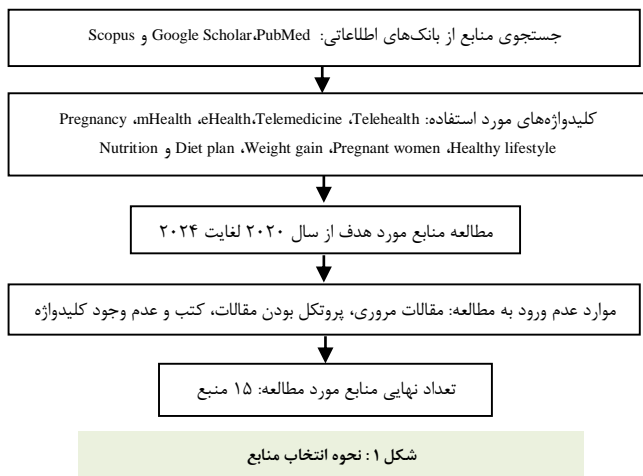 جستجوی منابع از بانک‌های اطلاعاتی: PubMed،Google Scholar و Scopus
کلیدواژه‌های مورد استفاده: Telehealth، Telemedicine،eHealth، mHealth، Pregnancy
Healthy lifestyle، Pregnant women، Weight gain، Diet plan و Nutrition
مطالعه منابع مورد هدف از سال ۲۰۲۰ لغایت ۲۰۲۴
موارد عدم ورود به مطالعه: مقالات مروری، پروتکل بودن مقالات، کتب و عدم وجود کلیدواژه
تعداد نهایی منابع مورد مطالعه: ۱۵ منبع
شکل ۱ : نحوه انتخاب منابع